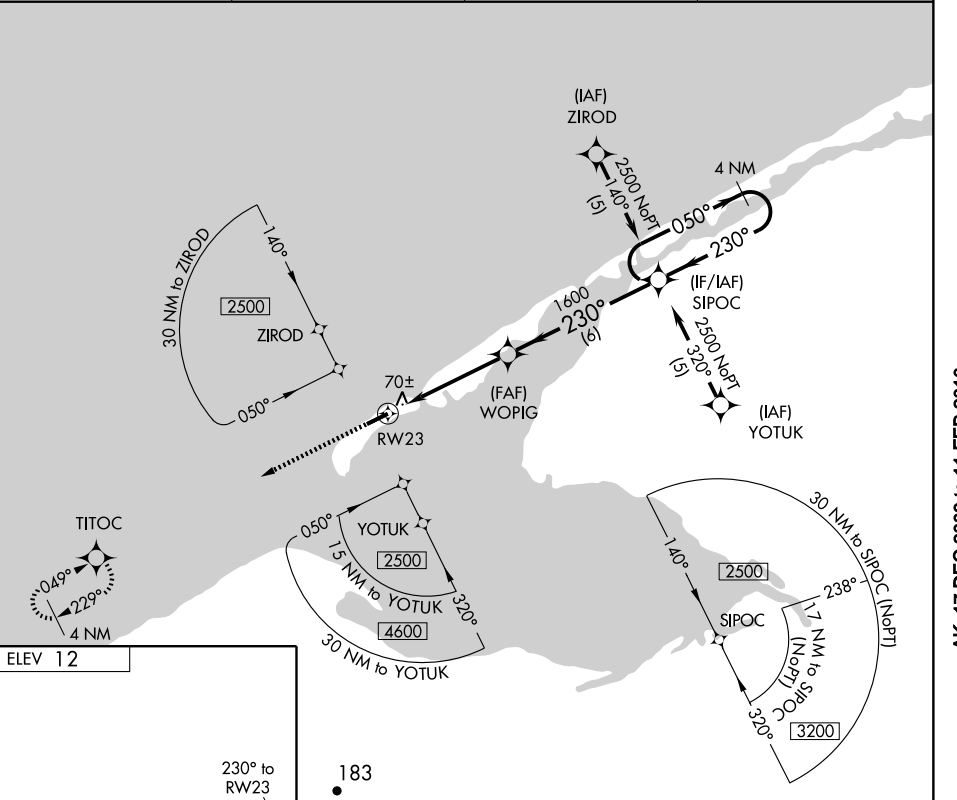 (IAF)
ZIROD
2500 NoPT
140°
(5)
4 NM
050°
230°
(IF/IAF)
SIPOC
1600
230°
(6)
2500 NoPT
320°
(5)
(IAF)
YOTUK
(FAF)
WOPIG
70±
RW23
30 NM to ZIROD
140°
2500
ZIROD
050°
TITOC
049°
229°
4 NM
050°
YOTUK
2500
15 NM to YOTUK
320°
4600
30 NM to YOTUK
30 NM to SIPOC (NoPT)
140°
2500
238°
SIPOC
17 NM to SIPOC
(NoPT)
320°
3200
ELEV 12
230° to
RW23
183